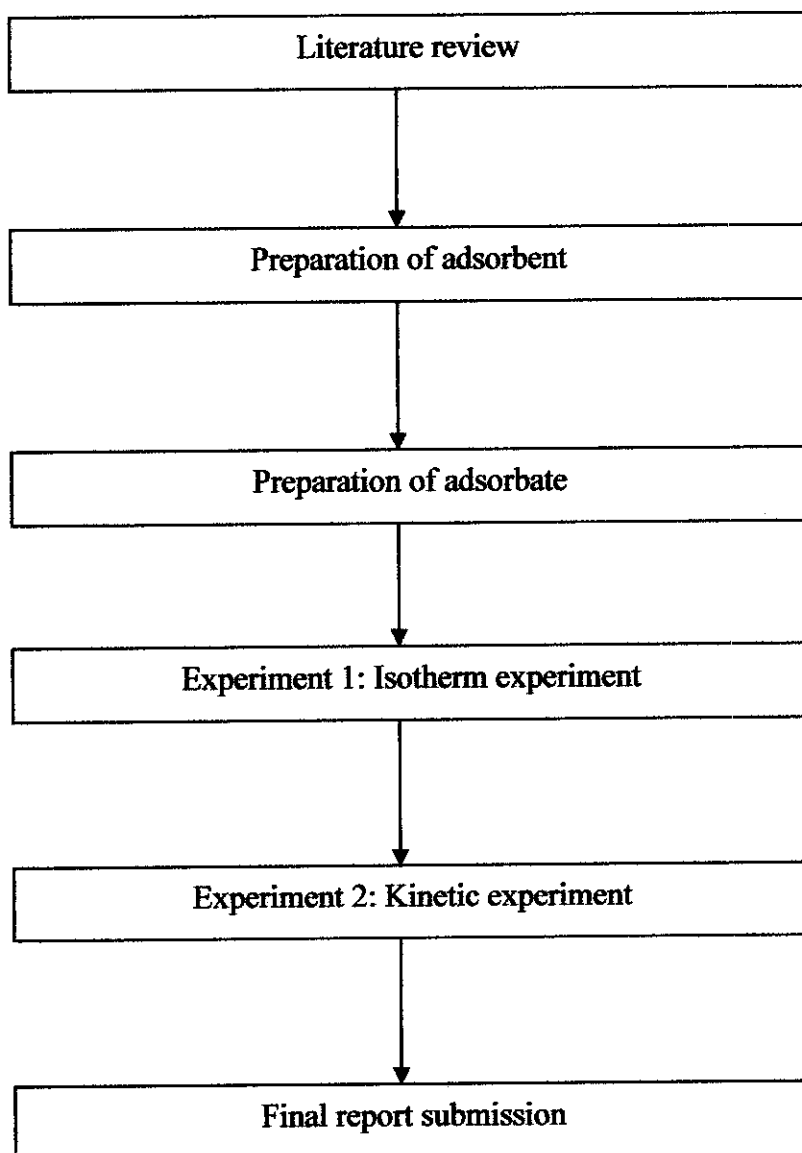 Literature review
Preparation of adsorbent
Preparation of adsorbate
Experiment 1: Isotherm experiment
Experiment 2: Kinetic experiment
Final report submission